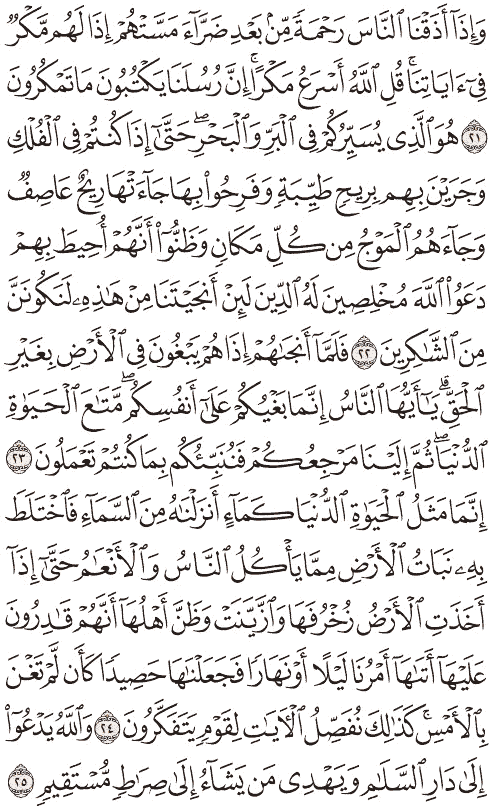 وَإِذَآ أَذَقْنَا ٱلنَّاسَ رَحْمَةً مِّنۢ بَعْدِ ضَرَّآءَ مَسَّتْهُمْ إِذَا لَهُم مَّكْرٌ
فِىٓ ءَايَاتِنَا ۚ قُلِ ٱللَّهُ أَسْرَعُ مَكْرًا ۚ إِنَّ رُسُلَنَا يَكْتُبُونَ مَا تَمْكُرُونَ
﴿٢١﴾ هُوَ ٱلَّذِى يُسَيِّرُكُمْ فِى ٱلْبَرِّ وَٱلْبَحْرِ ۖ حَتَّىٰٓ إِذَا كُنتُمْ فِى ٱلْفُلْكِ
وَجَرَيْنَ بِهِم بِرِيحٍ طَيِّبَةٍ وَفَرِحُوا۟ بِهَا جَآءَتْهَا رِيحٌ عَاصِفٌ
وَجَآءَهُمُ ٱلْمَوْجُ مِن كُلِّ مَكَانٍ وَظَنُّوٓا۟ أَنَّهُمْ أُحِيطَ بِهِمْ
دَعَوُا۟ ٱللَّهَ مُخْلِصِينَ لَهُ ٱلدِّينَ لَئِنْ أَنجَيْتَنَا مِنْ هَـٰذِهِۦ لَنَكُونَنَّ
مِنَ ٱلشَّـٰكِرِينَ ﴿٢٢﴾ فَلَمَّآ أَنجَىٰهُمْ إِذَا هُمْ يَبْغُونَ فِى ٱلْأَرْضِ بِغَيْرِ
ٱلْحَقِّ ۗ يَـٰٓأَيُّهَا ٱلنَّاسُ إِنَّمَا بَغْيُكُمْ عَلَىٰٓ أَنفُسِكُم ۖ مَّتَـٰعَ ٱلْحَيَوٰةِ
ٱلدُّنْيَا ۖ ثُمَّ إِلَيْنَا مَرْجِعُكُمْ فَنُنَبِّئُكُم بِمَا كُنتُمْ تَعْمَلُونَ ﴿٢٣﴾
إِنَّمَا مَثَلُ ٱلْحَيَوٰةِ ٱلدُّنْيَا كَمَآءٍ أَنزَلْنَـٰهُ مِنَ ٱلسَّمَآءِ فَٱخْتَلَطَ
بِهِۦ نَبَاتُ ٱلْأَرْضِ مِمَّا يَأْكُلُ ٱلنَّاسُ وَٱلْأَنْعَـٰمُ حَتَّىٰٓ إِذَآ
أَخَذَتِ ٱلْأَرْضُ زُخْرُفَهَا وَٱزَّيَّنَتْ وَظَنَّ أَهْلُهَآ أَنَّهُمْ قَـٰدِرُونَ
عَلَيْهَآ أَتَىٰهَآ أَمْرُنَا لَيْلًا أَوْ نَهَارًا فَجَعَلْنَـٰهَا حَصِيدًا كَأَن لَّمْ تَغْنَ
بِٱلْأَمْسِ ۚ كَذَٰلِكَ نُفَصِّلُ ٱلْـَٔايَـٰتِ لِقَوْمٍ يَتَفَكَّرُونَ ﴿٢٤﴾ وَٱللَّهُ يَدْعُوٓا۟
إِلَىٰ دَارِ ٱلسَّلَـٰمِ وَيَهْدِى مَن يَشَآءُ إِلَىٰ صِرَٰطٍ مُّسْتَقِيمٍ ﴿٢٥﴾